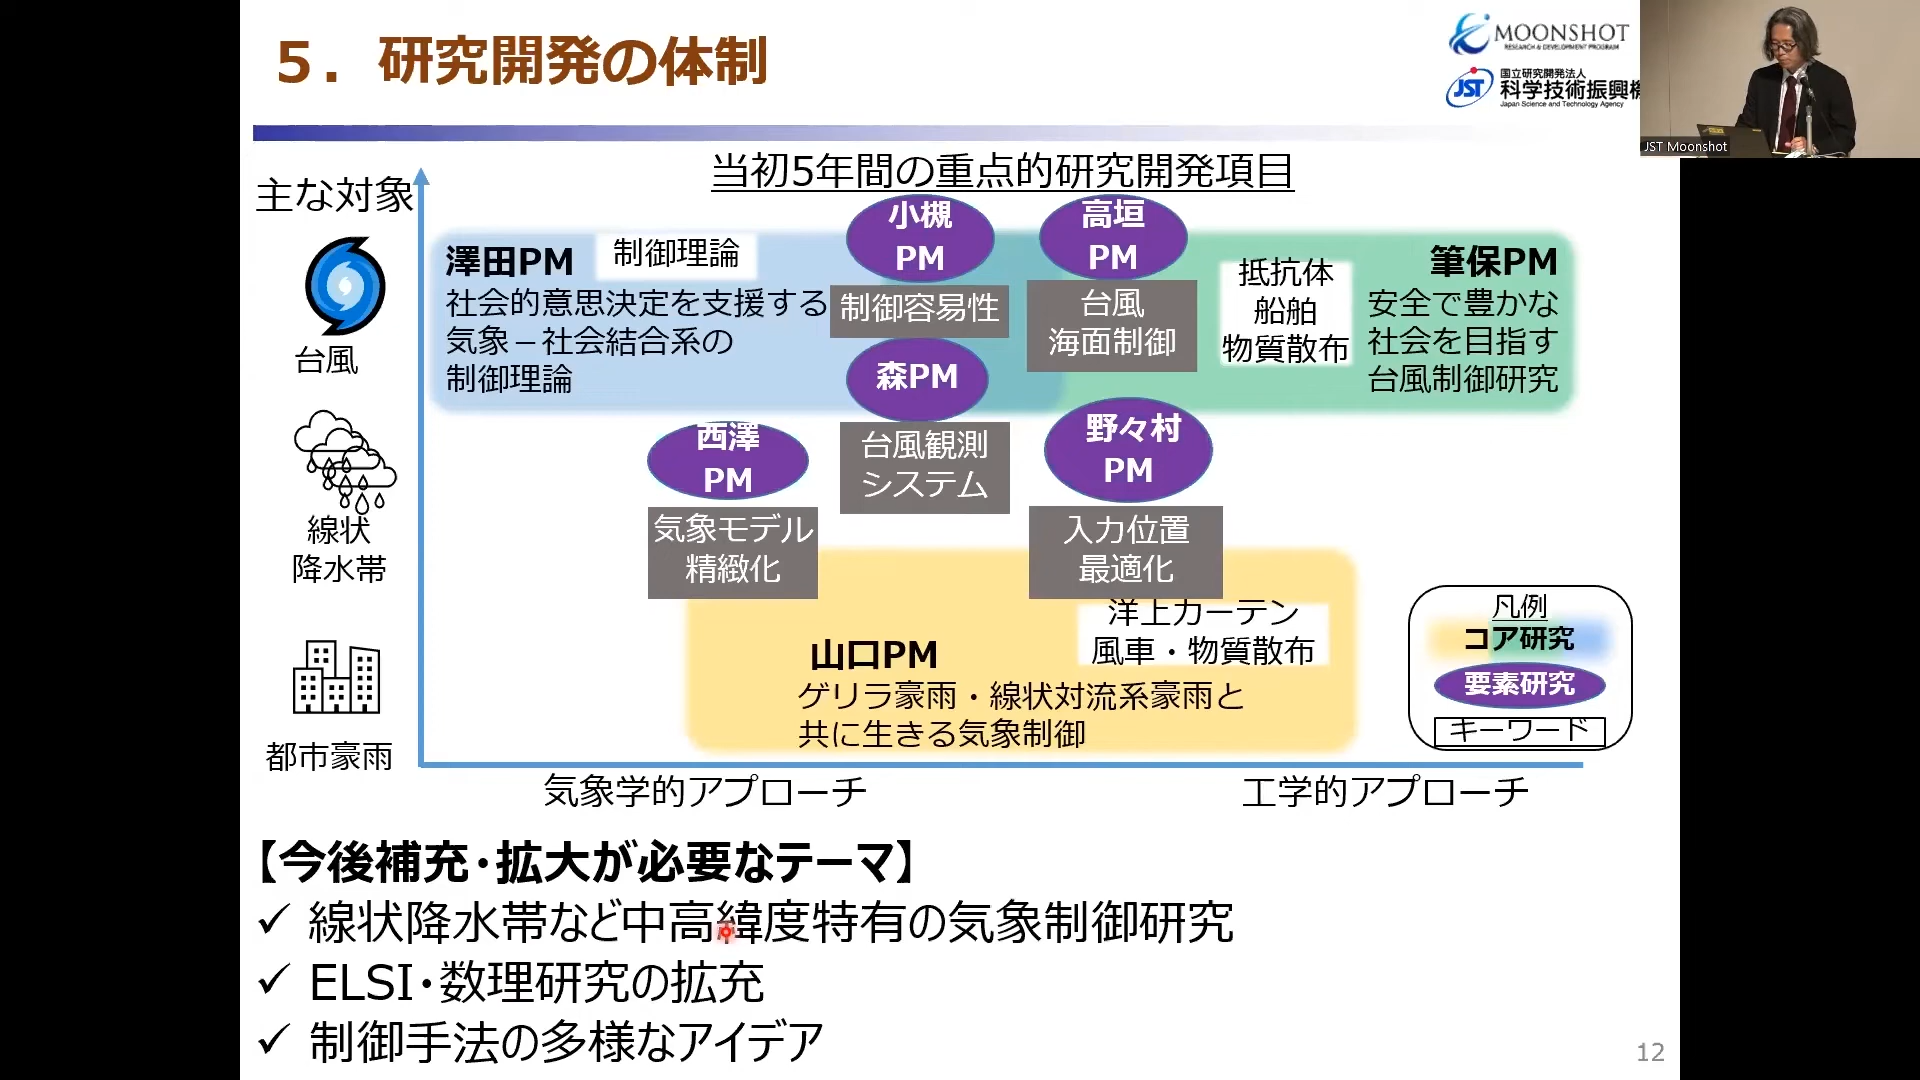 5．研究開発の体制
MOONSHOT
RESEARCH & DEVELOPMENT PROGRAM
国立研究開発法人
JST 科学技術振興機
Japan Science and Technology Agency
JST Moonshot
当初5年間の重点的研究開発項目
主な対象
台風
線状
降水帯
都市豪雨
澤田PM
制御理論
社会的意思決定を支援する
気象－社会結合系の
制御理論
小槻
PM
制御容易性
高垣
PM
台風
海面制御
抵抗体
船舶
物質散布
筆保PM
安全で豊かな
社会を目指す
台風制御研究
森PM
台風観測
システム
西澤
PM
気象モデル
精緻化
野々村
PM
入力位置
最適化
洋上カーテン
風車・物質散布
山口PM
ゲリラ豪雨・線状対流系豪雨と
共に生きる気象制御
凡例
コア研究
要素研究
キーワード
気象学的アプローチ
工学的アプローチ
【今後補充･拡大が必要なテーマ】
✓ 線状降水帯など中高緯度特有の気象制御研究
✓ ELSI･数理研究の拡充
✓ 制御手法の多様なアイデア
12